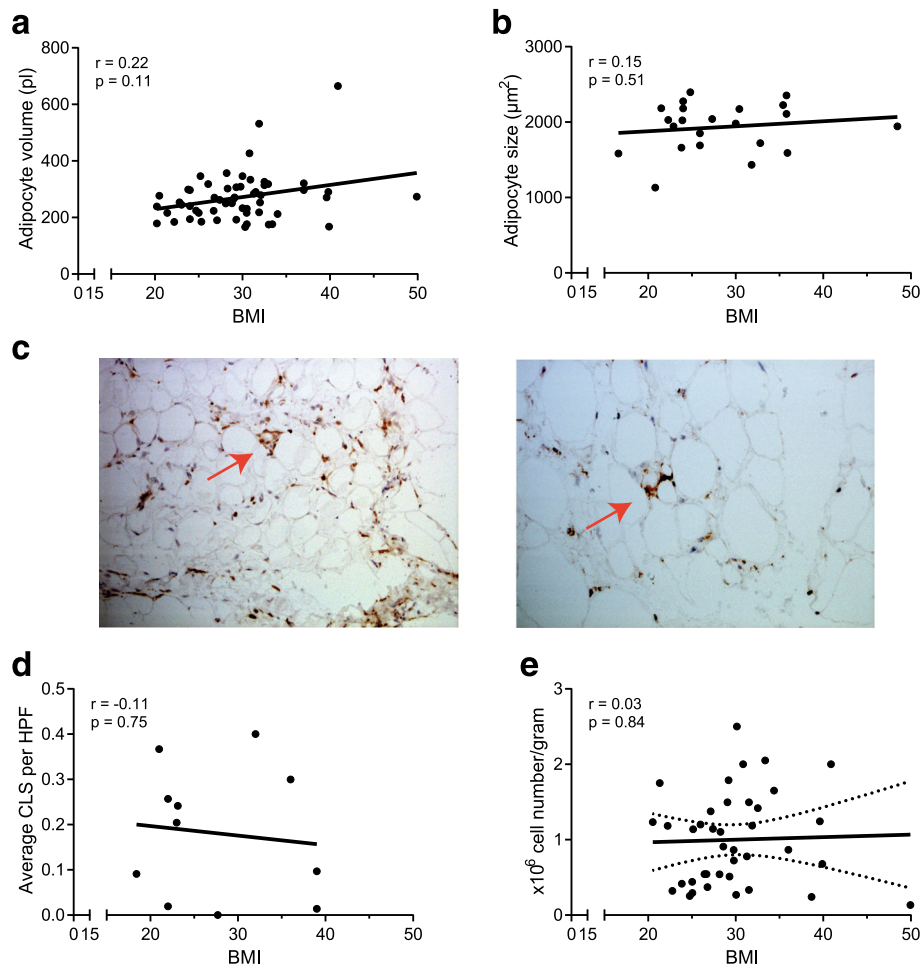 a
r = 0.22
p = 0.11
Adipocyte volume (pl)
800
600
400
200
0
0 15 20 30 40 50
BMI
b
r = 0.15
p = 0.51
Adipocyte size (µm²)
3000
2000
1000
0
0 15 20 30 40 50
BMI
c
d
r = -0.11
p = 0.75
Average CLS per HPF
0.5
0.4
0.3
0.2
0.1
0.0
0 15 20 30 40 50
BMI
e
r = 0.03
p = 0.84
x10⁶ cell number/gram
3
2
1
0
0 15 20 30 40 50
BMI